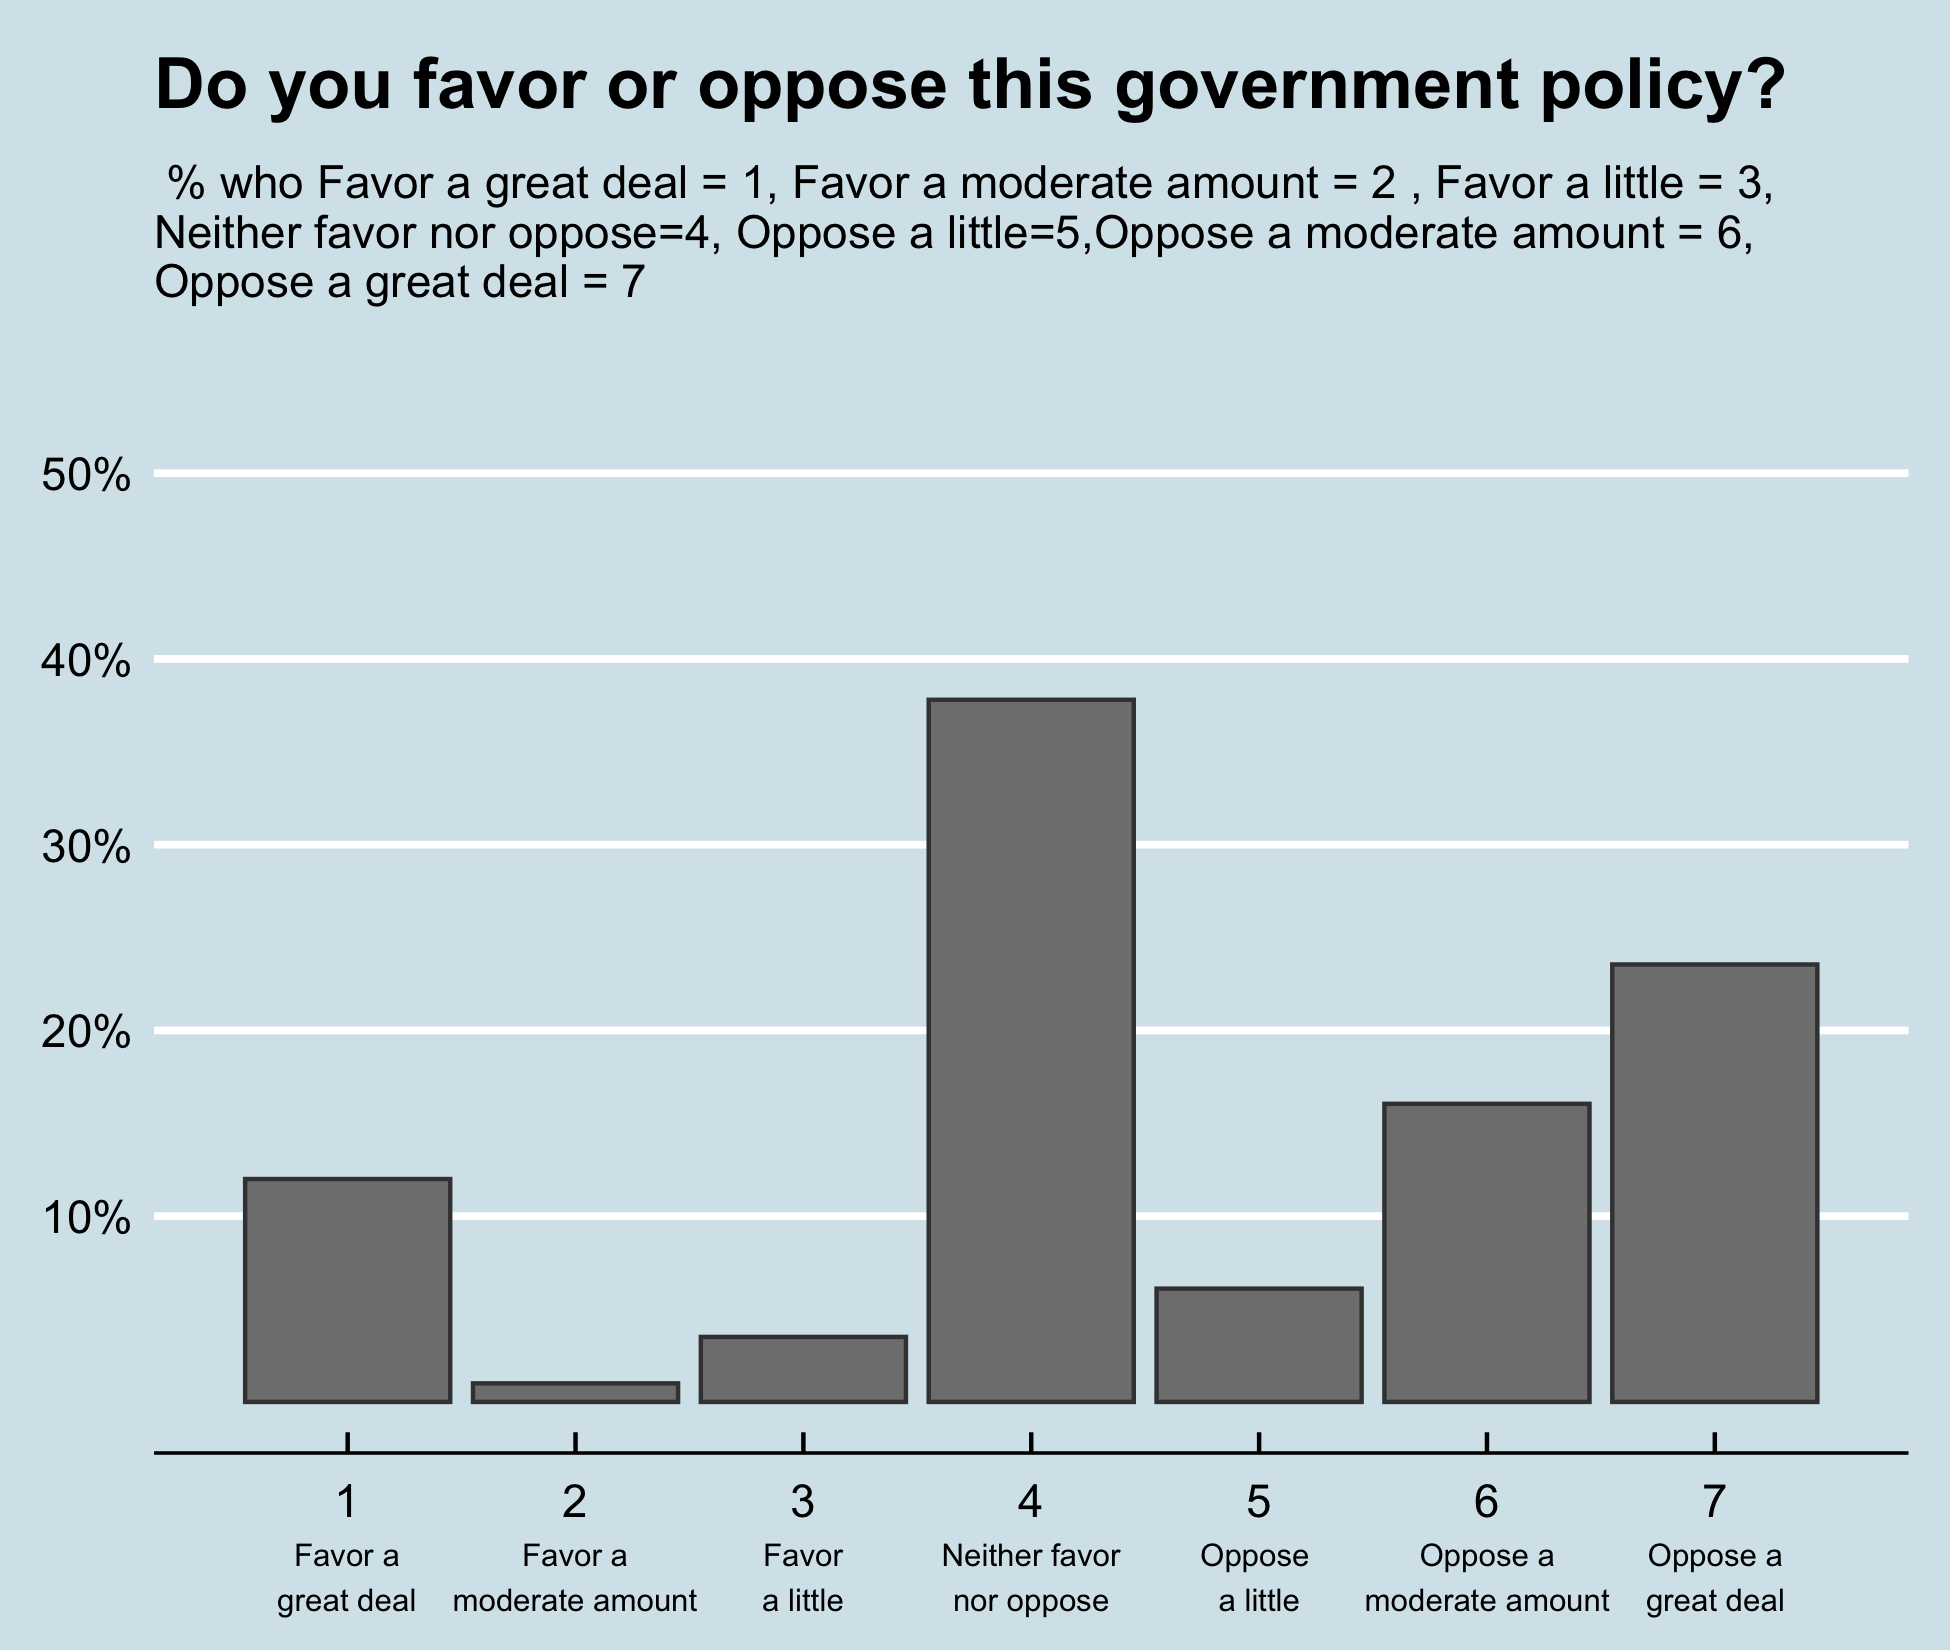 Do you favor or oppose this government policy?
% who Favor a great deal = 1, Favor a moderate amount = 2 , Favor a little = 3,
Neither favor nor oppose=4, Oppose a little=5,Oppose a moderate amount = 6,
Oppose a great deal = 7
50%
40%
30%
20%
10%
1 2 3 4 5 6 7
Favor a Favor a Favor Neither favor Oppose Oppose a Oppose a
great deal moderate amount a little nor oppose a little moderate amount great deal